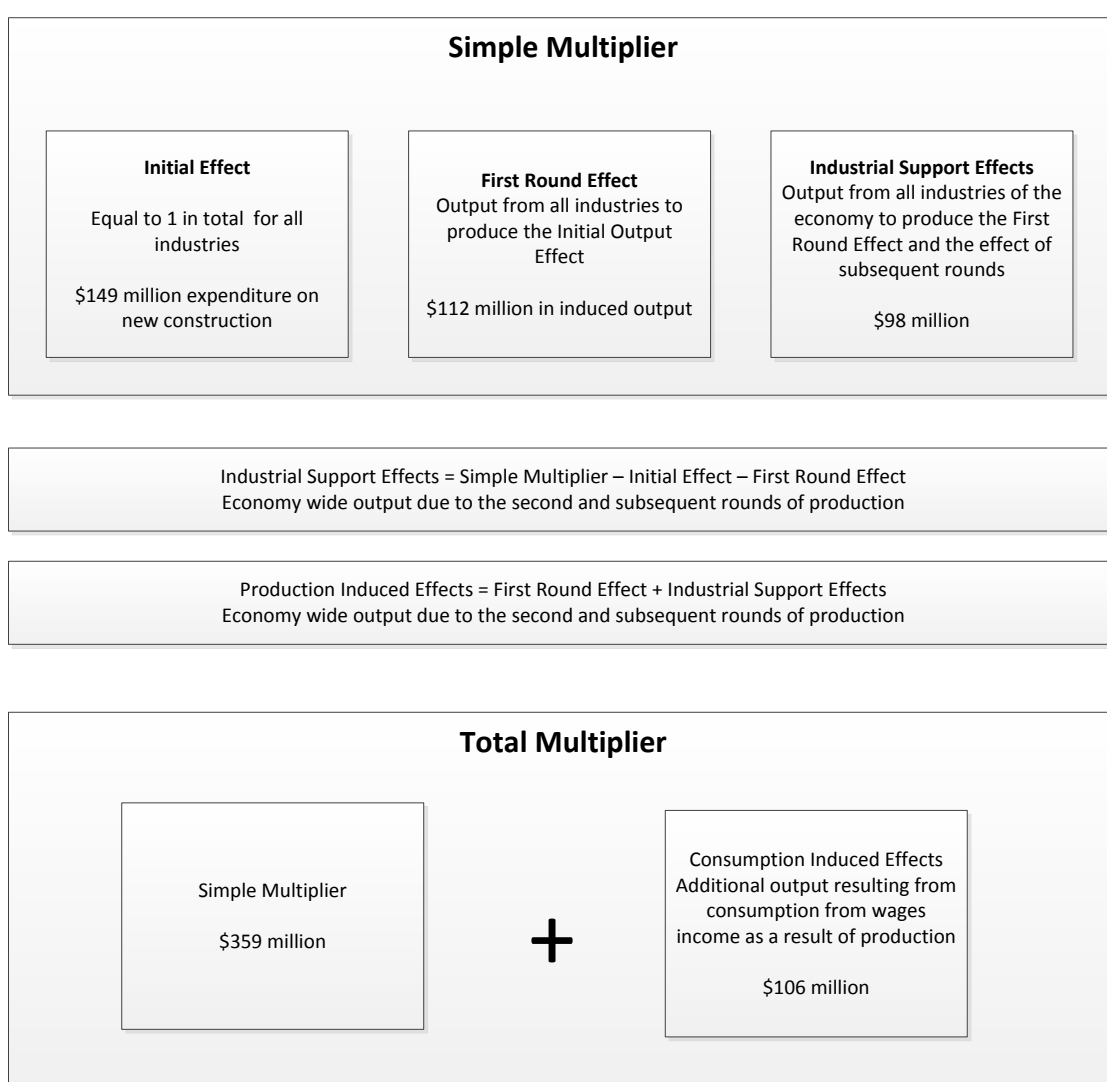 Simple Multiplier
Initial Effect
Equal to 1 in total for all
industries
$149 million expenditure on
new construction
First Round Effect
Output from all industries to
produce the Initial Output
Effect
$112 million in induced output
Industrial Support Effects
Output from all industries of the
economy to produce the First
Round Effect and the effect of
subsequent rounds
$98 million
Industrial Support Effects = Simple Multiplier – Initial Effect – First Round Effect
Economy wide output due to the second and subsequent rounds of production
Production Induced Effects = First Round Effect + Industrial Support Effects
Economy wide output due to the second and subsequent rounds of production
Total Multiplier
Simple Multiplier
$359 million
+
Consumption Induced Effects
Additional output resulting from
consumption from wages
income as a result of production
$106 million